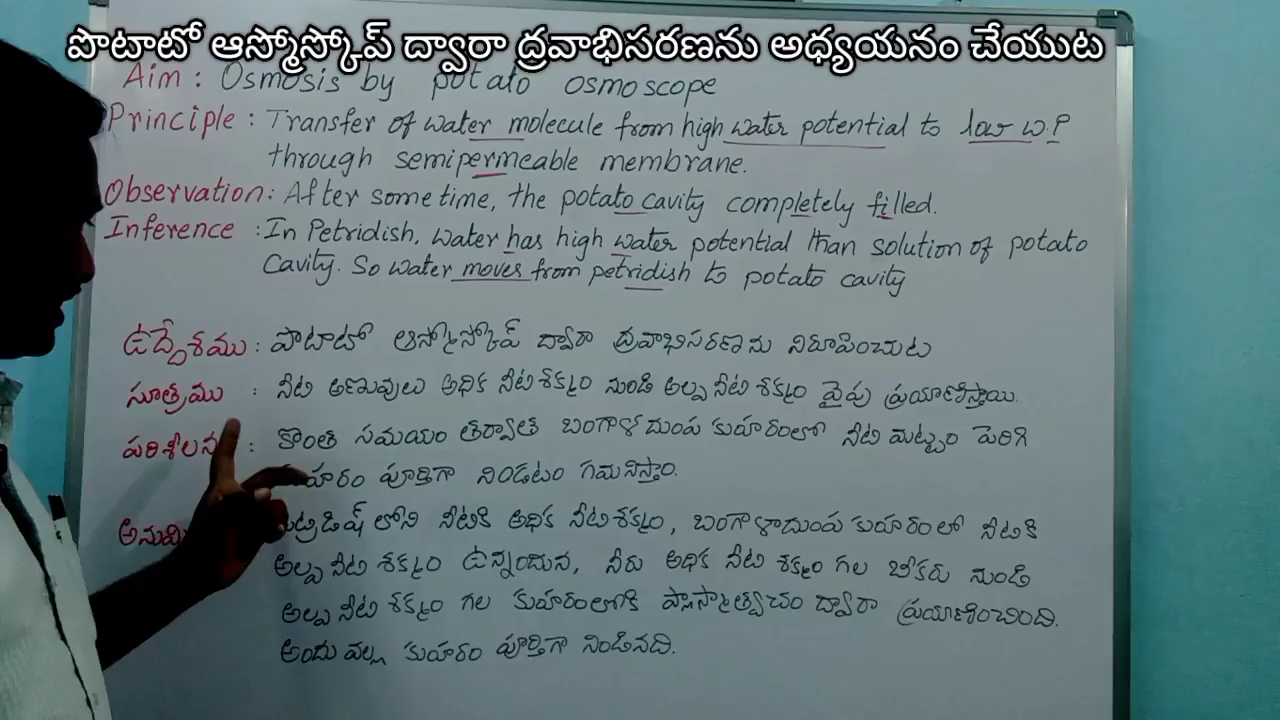 పొటాటో ఆస్మోస్కోప్ ద్వారా ద్రవాభిసరణను అధ్యయనం చేయుట
Aim : Osmosis by potato osmoscope
Principle : Transfer of water molecule from high water potential to low w.P
through semipermeable membrane.
Observation : After some time, the potato cavity completely filled.
Inference : In Petridish, water has high water potential than solution of potato
Cavity. So water moves from petridish to potato cavity
ఉద్దేశము : పొటాటో ఆస్మోస్కోప్ ద్వారా ద్రవాభిసరణను నిరూపించుట
సూత్రము : నీటి అణువులు అధిక నీటిశక్మం నుండి అల్ప నీటి శక్మం వైపు ప్రయాణిస్తాయి.
పరిశీలన : కొంత సమయం తర్వాత బంగాళదుంప కుహరంలో నీటి మట్టం పెరిగి
పూర్తిగా నిండటం గమనిస్తాం.
లోని నీటికి అధిక నీటిశక్మం, బంగాళాదుంప కుహరంలో నీటికి
అల్ప నీటి శక్మం ఉన్నందున, నీరు అధిక నీటి శక్మం గల బీకరు నుండి
అల్ప నీటి శక్మం గల కుహరంలోకి ప్లాస్మాత్వచం ద్వారా ప్రయాణించింది.
అందువల్ల కుహరం పూర్తిగా నిండినది.